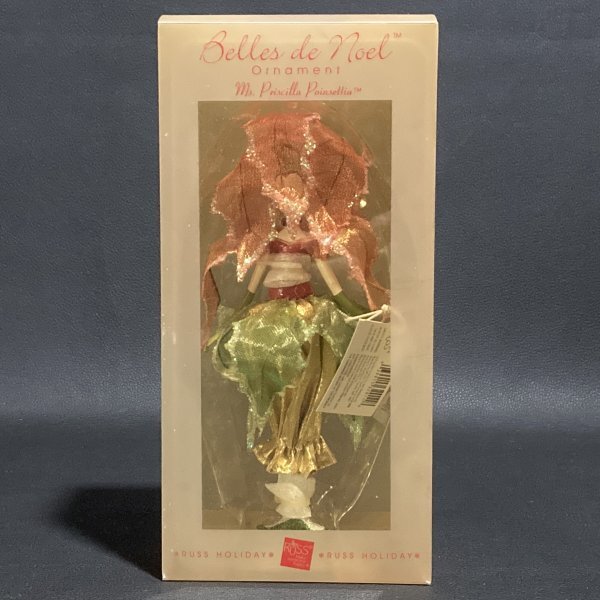 Belles de Noel™
Ornament
Ms. Priscilla Poinsettia™
RUSS
*RUSS HOLIDAY* *RUSS HOLIDAY*